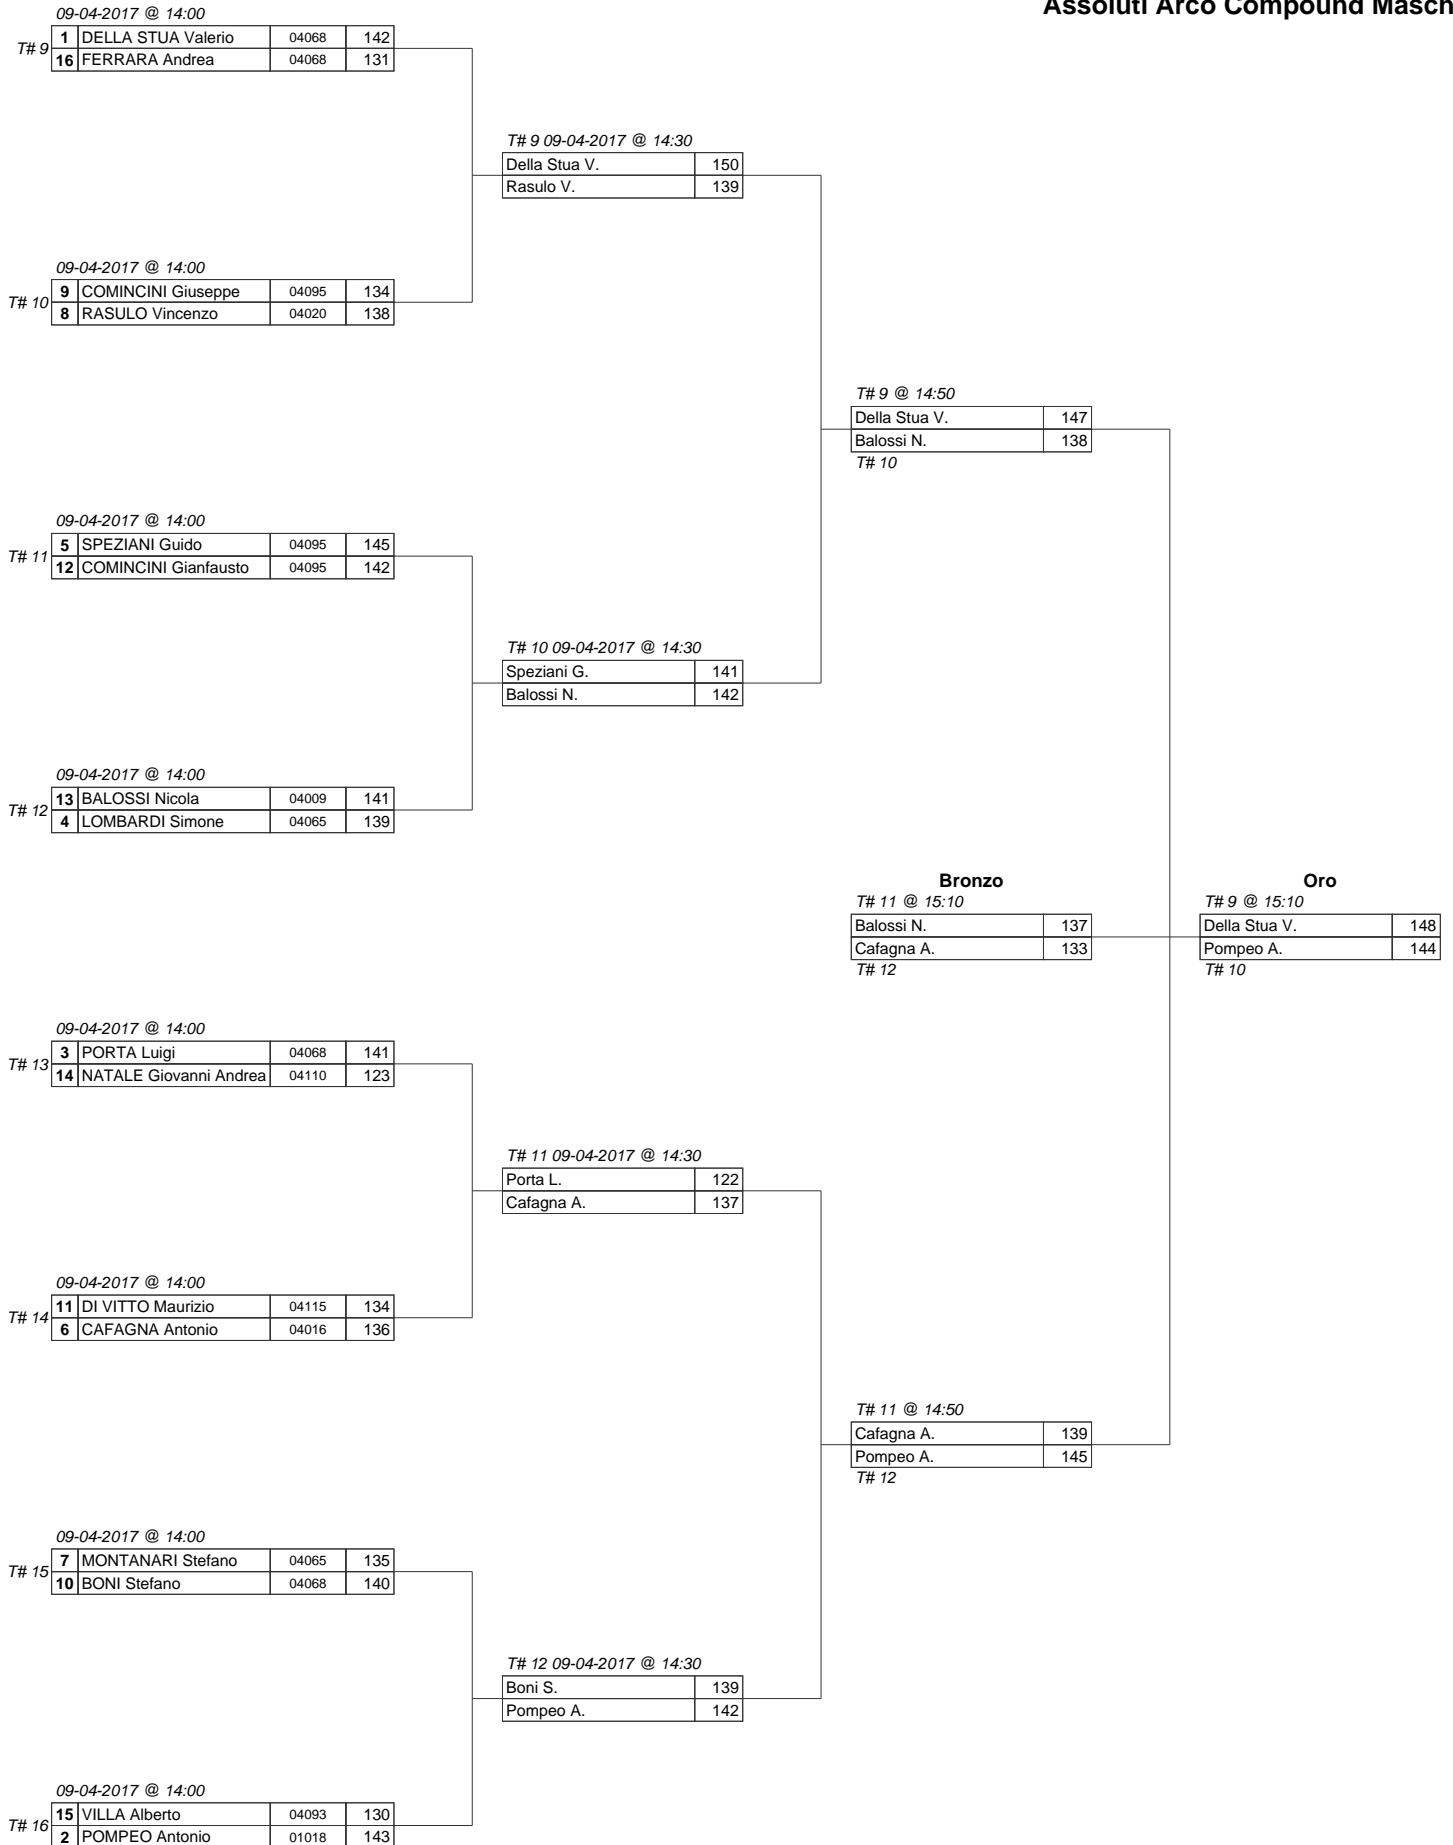 Assoluti Arco Compound Masch
09-04-2017 @ 14:00
T# 9
1 DELLA STUA Valerio 04068 142
16 FERRARA Andrea 04068 131
T# 9 09-04-2017 @ 14:30
Della Stua V. 150
Rasulo V. 139
09-04-2017 @ 14:00
T# 10
9 COMINCINI Giuseppe 04095 134
8 RASULO Vincenzo 04020 138
T# 9 @ 14:50
Della Stua V. 147
Balossi N. 138
T# 10
09-04-2017 @ 14:00
T# 11
5 SPEZIANI Guido 04095 145
12 COMINCINI Gianfausto 04095 142
T# 10 09-04-2017 @ 14:30
Speziani G. 141
Balossi N. 142
09-04-2017 @ 14:00
T# 12
13 BALOSSI Nicola 04009 141
4 LOMBARDI Simone 04065 139
Bronzo
T# 11 @ 15:10
Balossi N. 137
Cafagna A. 133
T# 12
Oro
T# 9 @ 15:10
Della Stua V. 148
Pompeo A. 144
T# 10
09-04-2017 @ 14:00
T# 13
3 PORTA Luigi 04068 141
14 NATALE Giovanni Andrea 04110 123
T# 11 09-04-2017 @ 14:30
Porta L. 122
Cafagna A. 137
09-04-2017 @ 14:00
T# 14
11 DI VITTO Maurizio 04115 134
6 CAFAGNA Antonio 04016 136
T# 11 @ 14:50
Cafagna A. 139
Pompeo A. 145
T# 12
09-04-2017 @ 14:00
T# 15
7 MONTANARI Stefano 04065 135
10 BONI Stefano 04068 140
T# 12 09-04-2017 @ 14:30
Boni S. 139
Pompeo A. 142
09-04-2017 @ 14:00
T# 16
15 VILLA Alberto 04093 130
2 POMPEO Antonio 01018 143